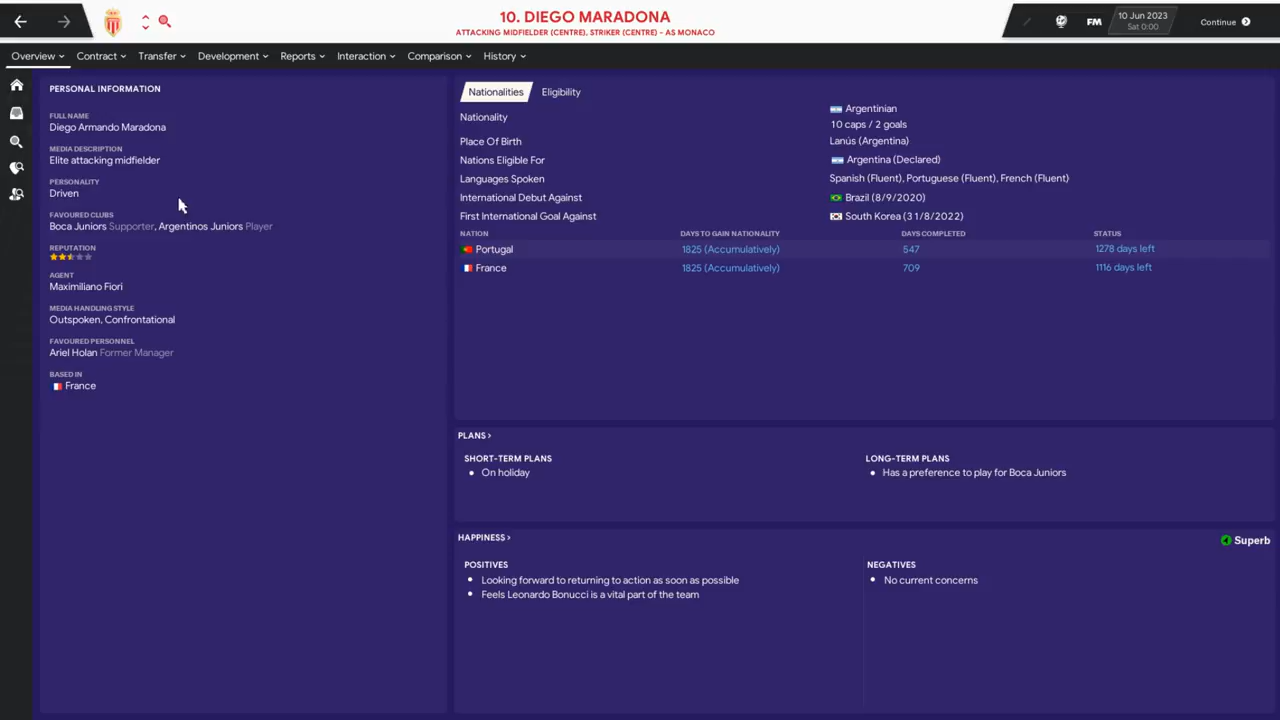 10. DIEGO MARADONA
ATTACKING MIDFIELDER (CENTRE), STRIKER (CENTRE) - AS MONACO
FM
10 Jun 2023
Sat 0:00
Continue
Overview Contract Transfer Development Reports Interaction Comparison History
PERSONAL INFORMATION
FULL NAME
Diego Armando Maradona
MEDIA DESCRIPTION
Elite attacking midfielder
PERSONALITY
Driven
FAVOURED CLUBS
Boca Juniors Supporter, Argentinos Juniors Player
REPUTATION
AGENT
Maximiliano Fiori
MEDIA HANDLING STYLE
Outspoken, Confrontational
FAVOURED PERSONNEL
Ariel Holan Former Manager
BASED IN
France
Nationalities Eligibility
Nationality Argentinian
10 caps / 2 goals
Place Of Birth Lanús (Argentina)
Nations Eligible For Argentina (Declared)
Languages Spoken Spanish (Fluent), Portuguese (Fluent), French (Fluent)
International Debut Against Brazil (8/9/2020)
First International Goal Against South Korea (31/8/2022)
NATION DAYS TO GAIN NATIONALITY DAYS COMPLETED STATUS
Portugal 1825 (Accumulatively) 547 1278 days left
France 1825 (Accumulatively) 709 1116 days left
PLANS >
SHORT-TERM PLANS
• On holiday
LONG-TERM PLANS
• Has a preference to play for Boca Juniors
HAPPINESS >
Superb
POSITIVES
• Looking forward to returning to action as soon as possible
• Feels Leonardo Bonucci is a vital part of the team
NEGATIVES
• No current concerns